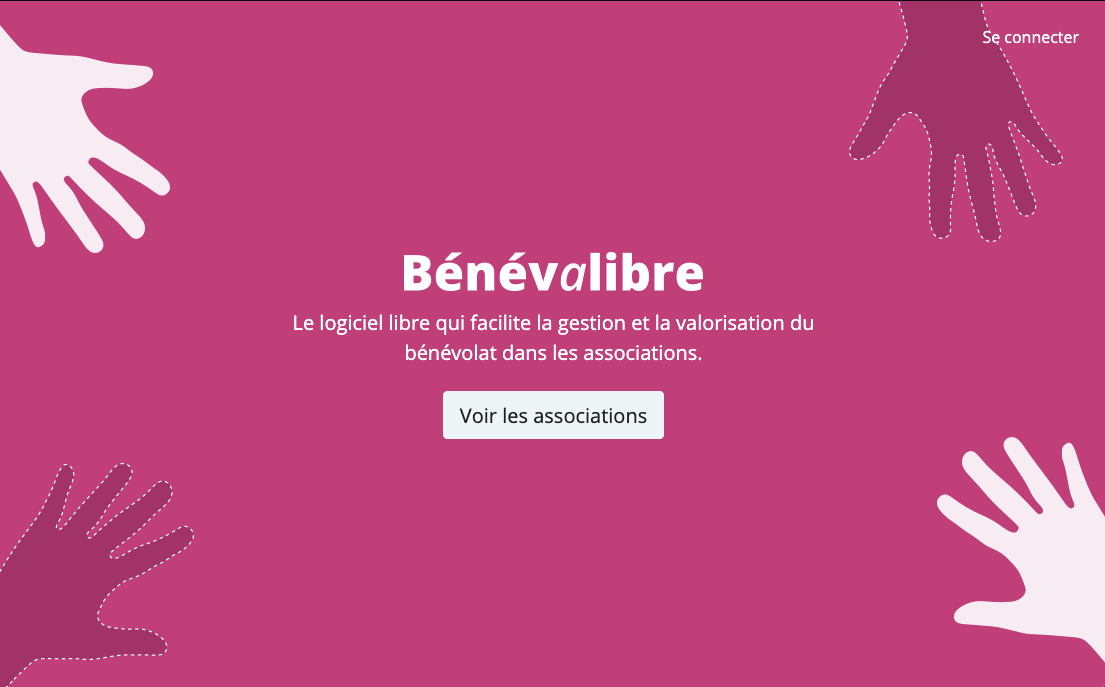 Se connecter
Bénévalibre
Le logiciel libre qui facilite la gestion et la valorisation du
bénévolat dans les associations.
Voir les associations